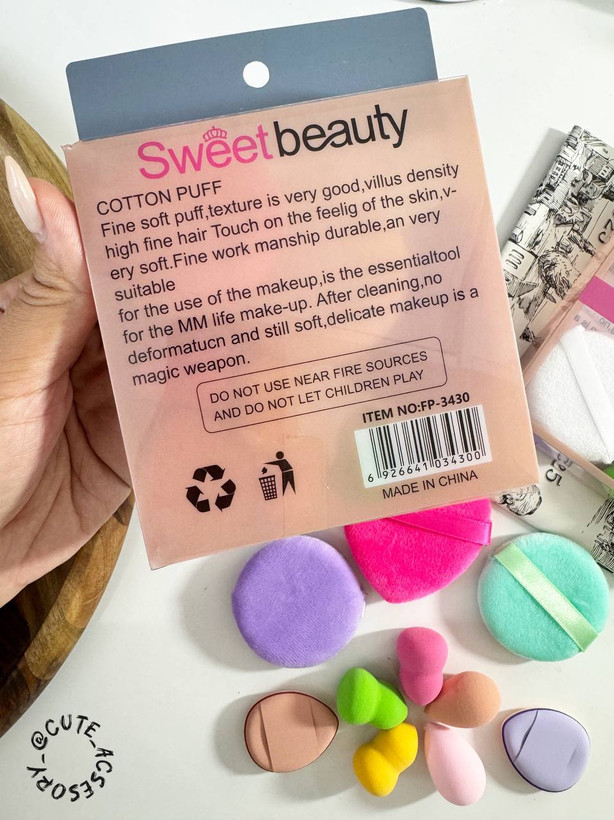 Sweet beauty
COTTON PUFF
Fine soft puff,texture is very good,villus density
high fine hair Touch on the feelig of the skin,v-
ery soft.Fine work manship durable,an very
suitable
for the use of the makeup,is the essentialtool
for the MM life make-up. After cleaning,no
deformatucn and still soft,delicate makeup is a
magic weapon.
DO NOT USE NEAR FIRE SOURCES
AND DO NOT LET CHILDREN PLAY
ITEM NO:FP-3430
6 926641 034300
MADE IN CHINA
@CUTE_ACSSESORY-